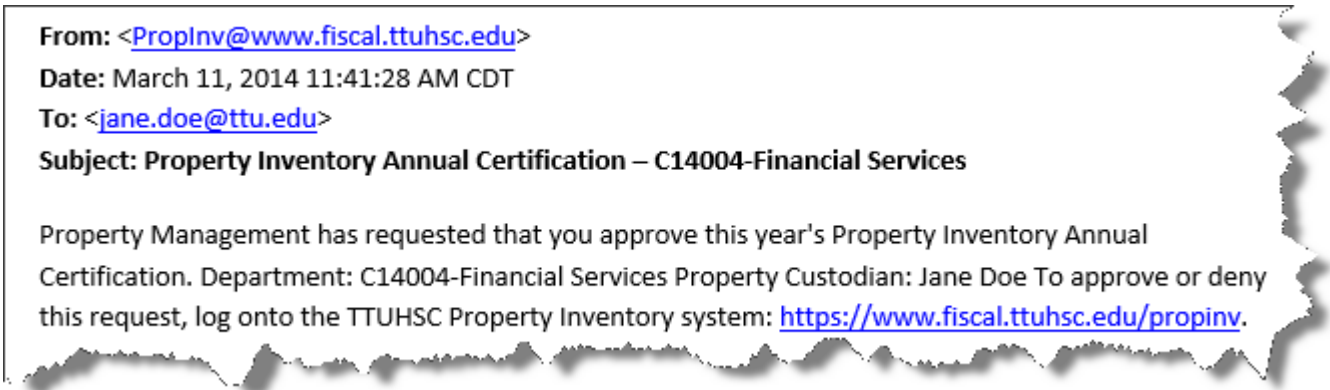 From: <PropInv@www.fiscal.ttuhsc.edu>
Date: March 11, 2014 11:41:28 AM CDT
To: <jane.doe@ttu.edu>
Subject: Property Inventory Annual Certification – C14004-Financial Services
Property Management has requested that you approve this year's Property Inventory Annual
Certification. Department: C14004-Financial Services Property Custodian: Jane Doe To approve or deny
this request, log onto the TTUHSC Property Inventory system: https://www.fiscal.ttuhsc.edu/propinv.